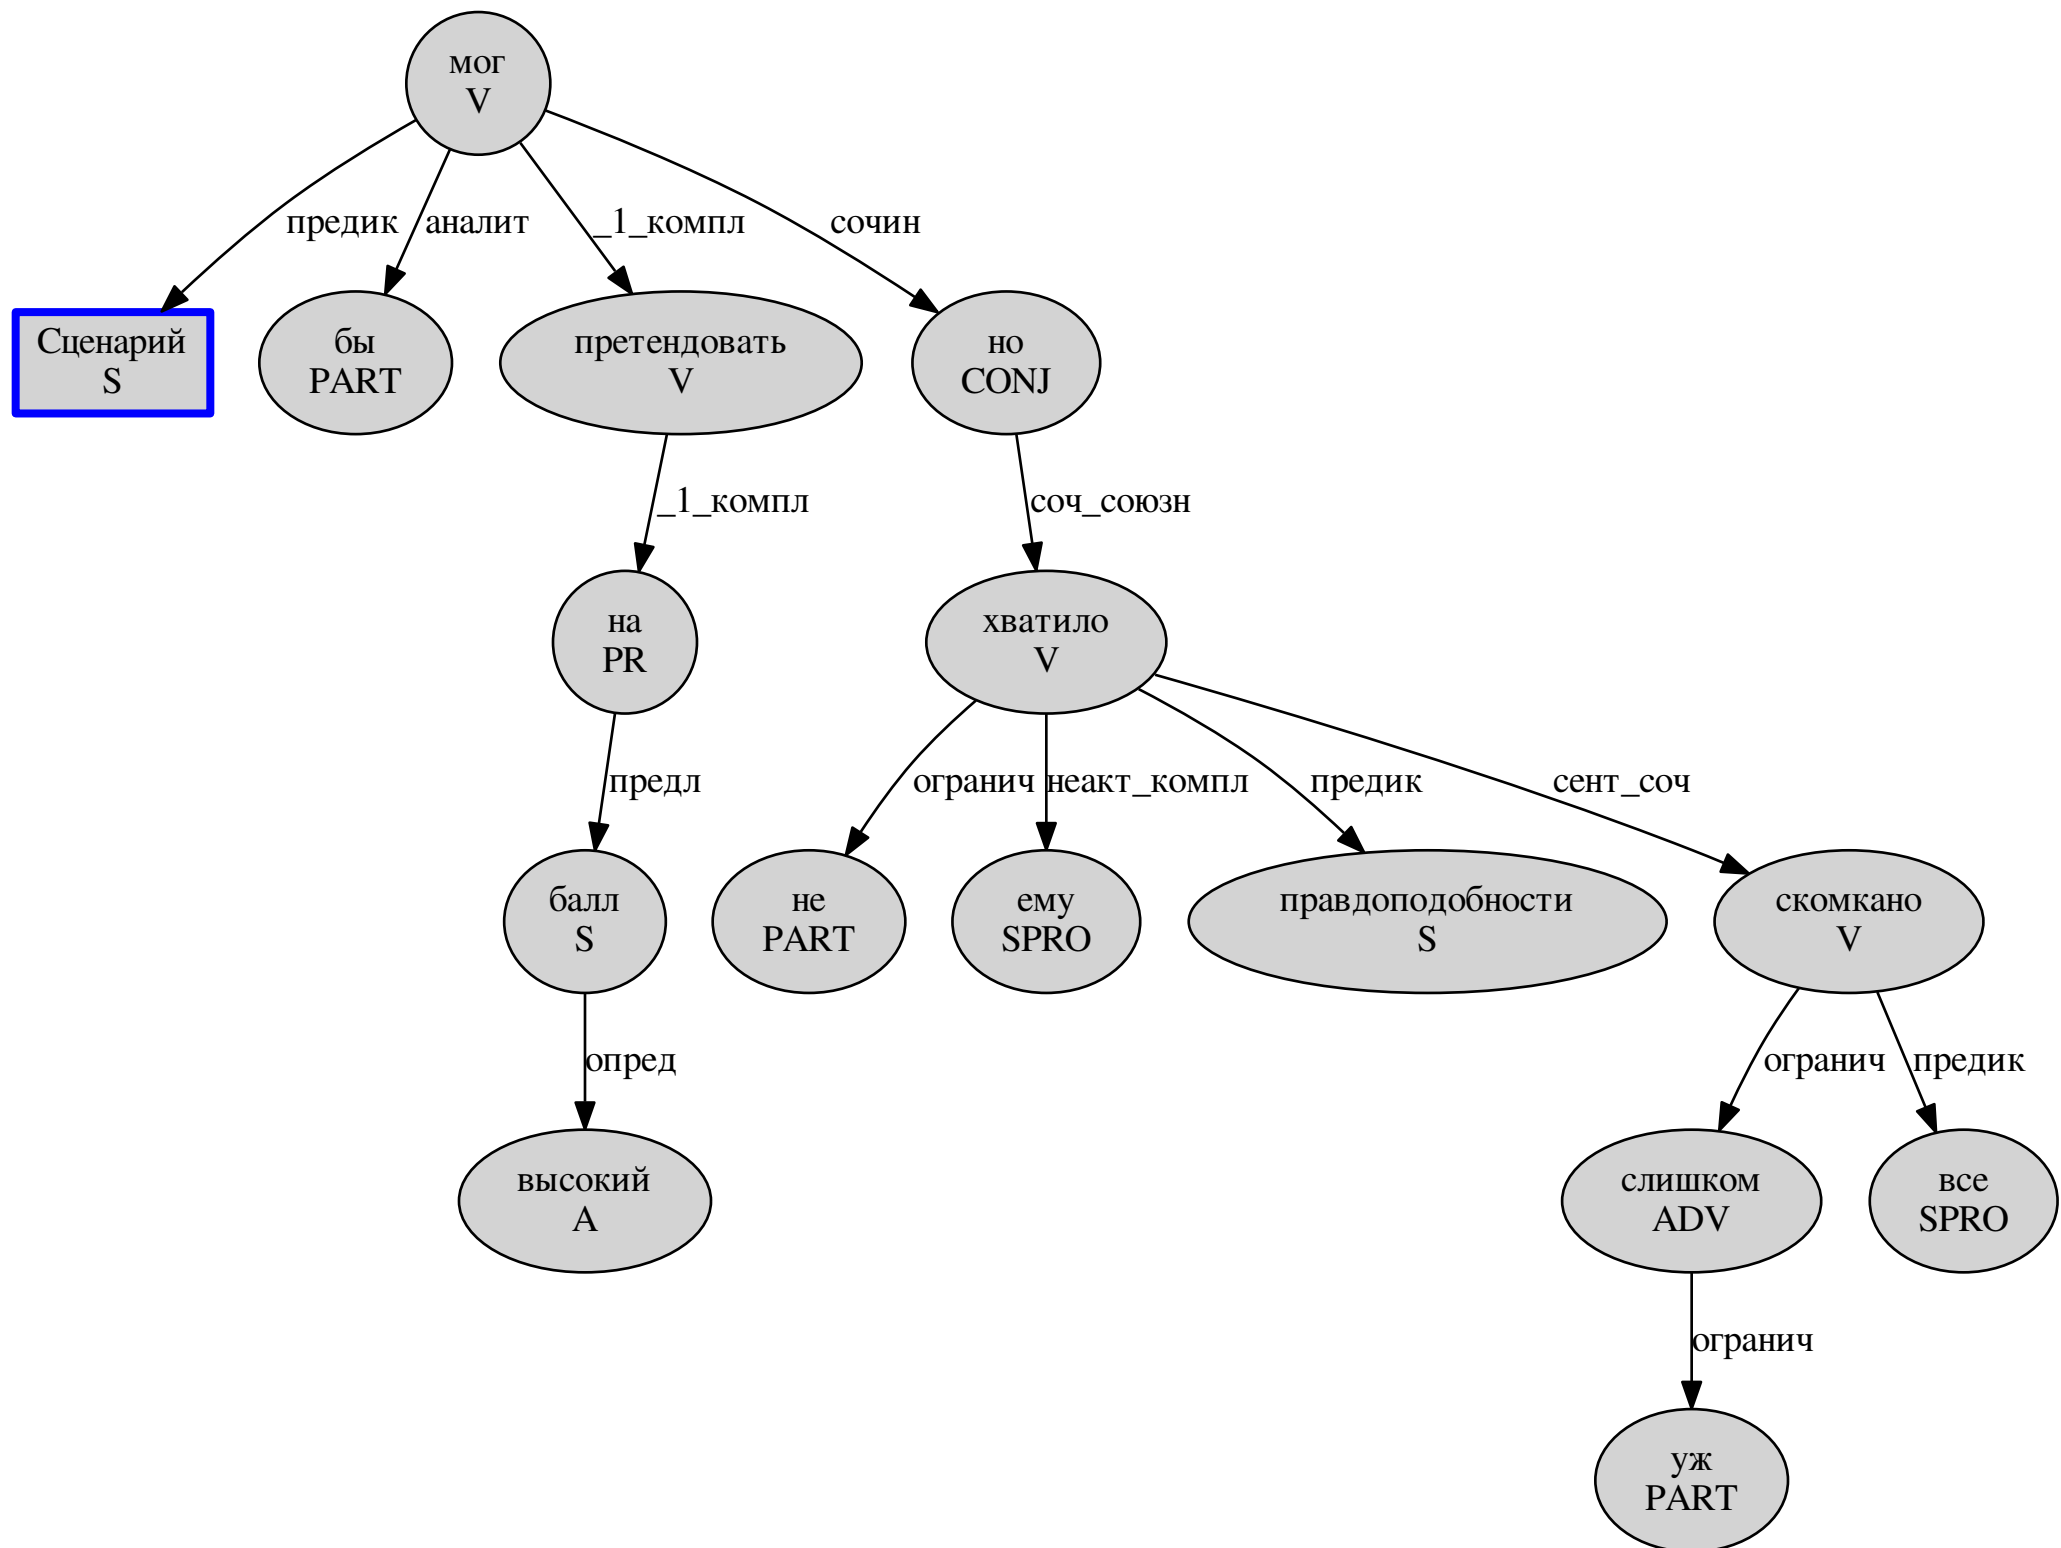 мог
V
предик
аналит
_1_компл
сочин
Сценарий
S
бы
PART
претендовать
V
но
CONJ
_1_компл
соч_союзн
на
PR
хватило
V
предл
огранич
неакт_компл
предик
сент_соч
балл
S
не
PART
ему
SPRO
правдоподобности
S
скомкано
V
опред
огранич
предик
высокий
A
слишком
ADV
все
SPRO
огранич
уж
PART